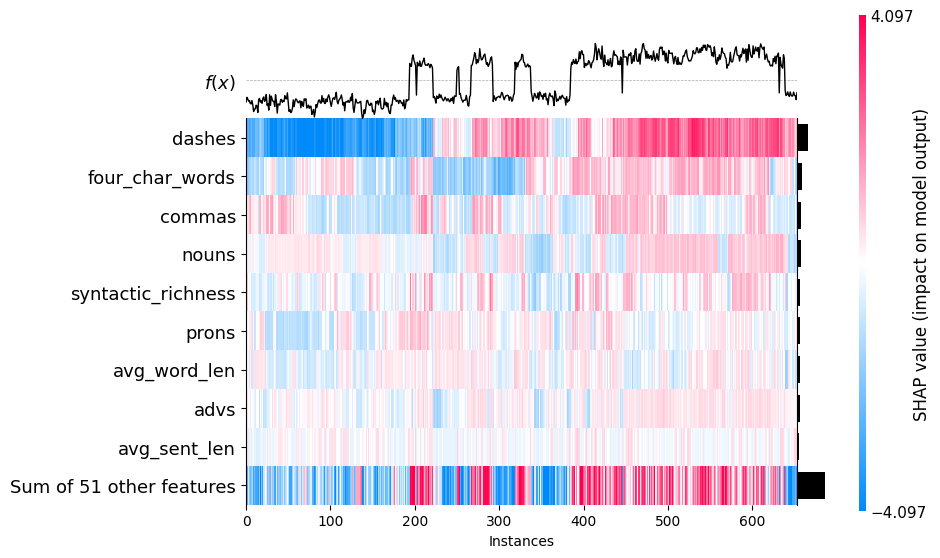 4.097
f(x)
dashes
four_char_words
commas
nouns
syntactic_richness
prons
avg_word_len
advs
avg_sent_len
Sum of 51 other features
0 100 200 300 400 500 600
Instances
−4.097
SHAP value (impact on model output)